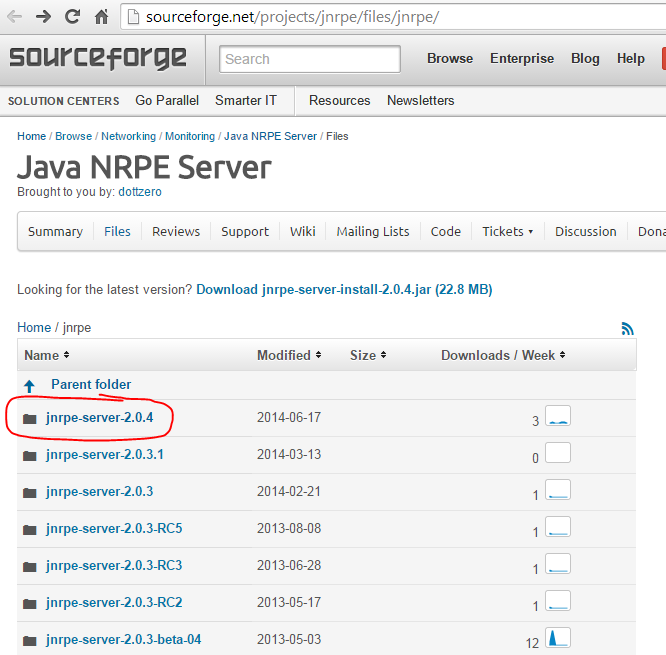 sourceforge.net/projects/jnrpe/files/jnrpe/
sourceforge Search Browse Enterprise Blog Help
SOLUTION CENTERS Go Parallel Smarter IT Resources Newsletters
Home / Browse / Networking / Monitoring / Java NRPE Server / Files
Java NRPE Server
Brought to you by: dottzero
Summary Files Reviews Support Wiki Mailing Lists Code Tickets Discussion Dona
Looking for the latest version? Download jnrpe-server-install-2.0.4.jar (22.8 MB)
Home / jnrpe
Name Modified Size Downloads / Week
Parent folder
jnrpe-server-2.0.4 2014-06-17 3
jnrpe-server-2.0.3.1 2014-03-13 0
jnrpe-server-2.0.3 2014-02-21 1
jnrpe-server-2.0.3-RC5 2013-08-08 1
jnrpe-server-2.0.3-RC3 2013-06-28 1
jnrpe-server-2.0.3-RC2 2013-05-17 1
jnrpe-server-2.0.3-beta-04 2013-05-03 12